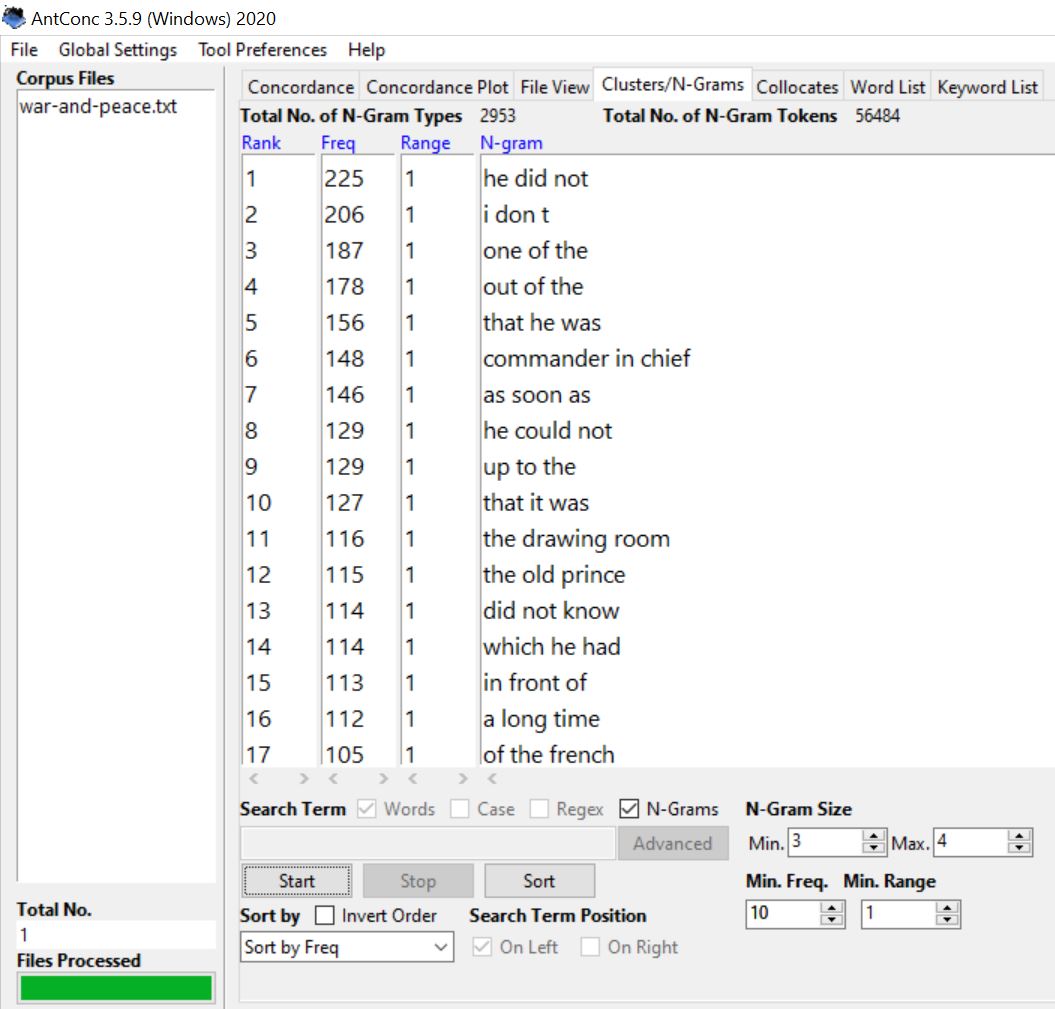 AntConc 3.5.9 (Windows) 2020
File Global Settings Tool Preferences Help
Corpus Files
war-and-peace.txt
Concordance Concordance Plot File View Clusters/N-Grams Collocates Word List Keyword List
Total No. of N-Gram Types 2953 Total No. of N-Gram Tokens 56484
Rank Freq Range N-gram
1 225 1 he did not
2 206 1 i don t
3 187 1 one of the
4 178 1 out of the
5 156 1 that he was
6 148 1 commander in chief
7 146 1 as soon as
8 129 1 he could not
9 129 1 up to the
10 127 1 that it was
11 116 1 the drawing room
12 115 1 the old prince
13 114 1 did not know
14 114 1 which he had
15 113 1 in front of
16 112 1 a long time
17 105 1 of the french
Search Term Words Case Regex N-Grams N-Gram Size
Advanced Min. 3 Max. 4
Start Stop Sort Min. Freq. Min. Range
Sort by Invert Order Search Term Position 10 1
Sort by Freq On Left On Right
Total No.
1
Files Processed